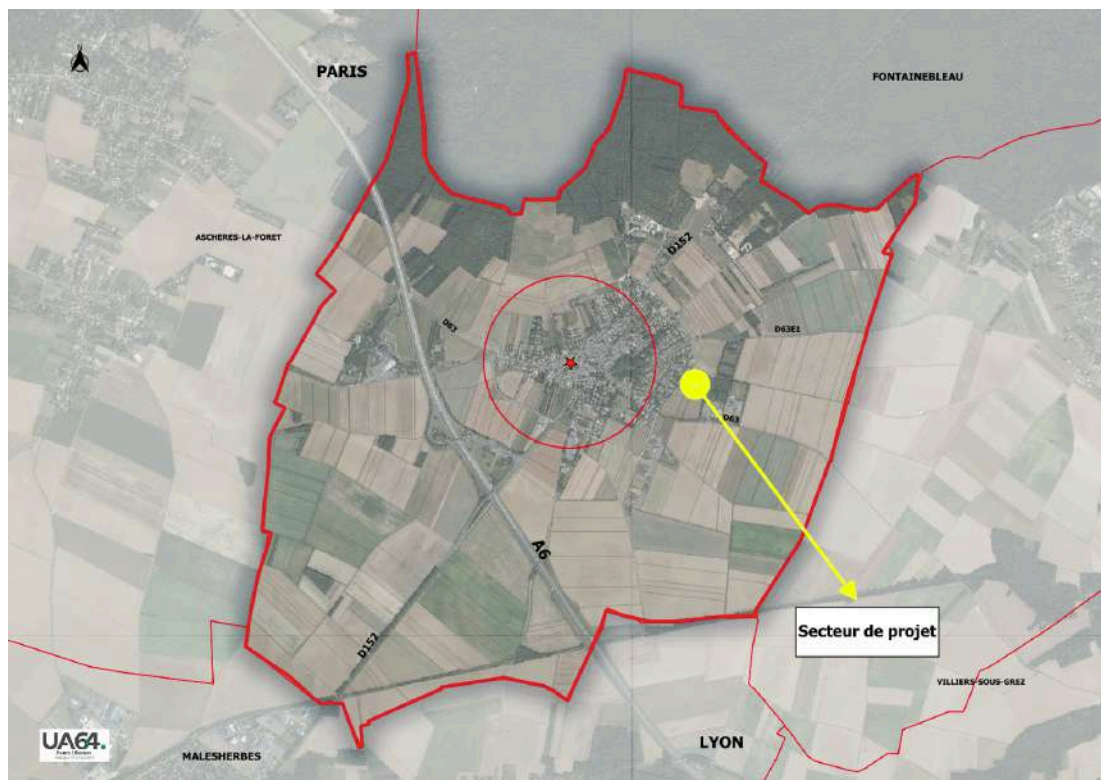 PARIS
FONTAINEBLEAU
ASCHERES-LA-FORET
D152
D63
D63E1
D63
A6
D152
Secteur de projet
VILLIERS-SOUS-GREZ
LYON
MALESHERBES
UA64.